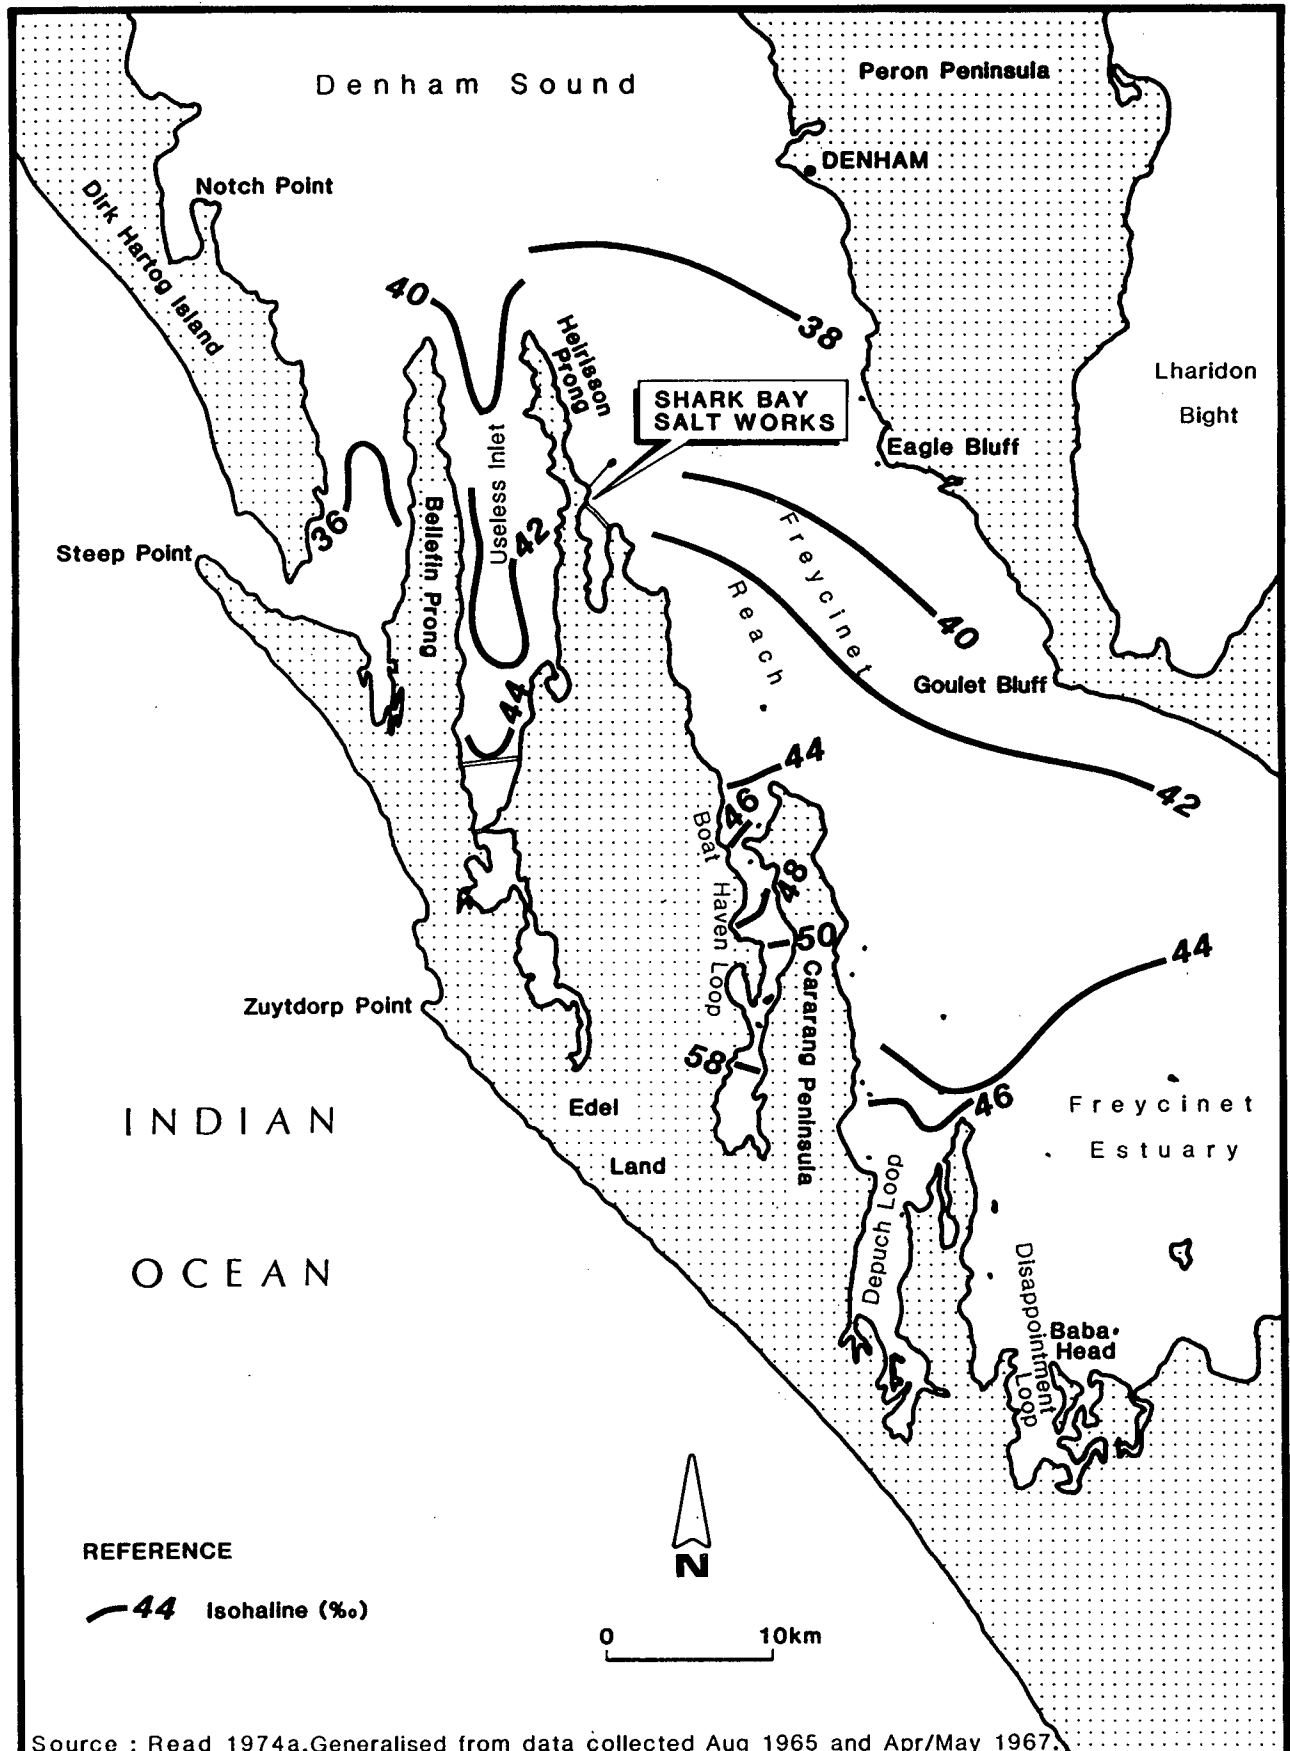 Denham Sound
Peron Peninsula
DENHAM
Notch Point
Dirk Hartog Island
40
38
Heirisson
Prong
SHARK BAY
SALT WORKS
Lharidon
Bight
Eagle Bluff
Useless Inlet
36
42
Bellefin Prong
Steep Point
Freycinet
Reach
40
Goulet Bluff
44
44
46
42
Boat Haven Loop
48
50
44
Cararang Peninsula
Zuytdorp Point
58
46
Edel
Land
Freycinet
Estuary
INDIAN
OCEAN
Depuch Loop
Disappointment
Loop
Baba
Head
N
REFERENCE
44 Isohaline (‰)
0 10km
Source : Read 1974a.Generalised from data collected Aug 1965 and Apr/May 1967.